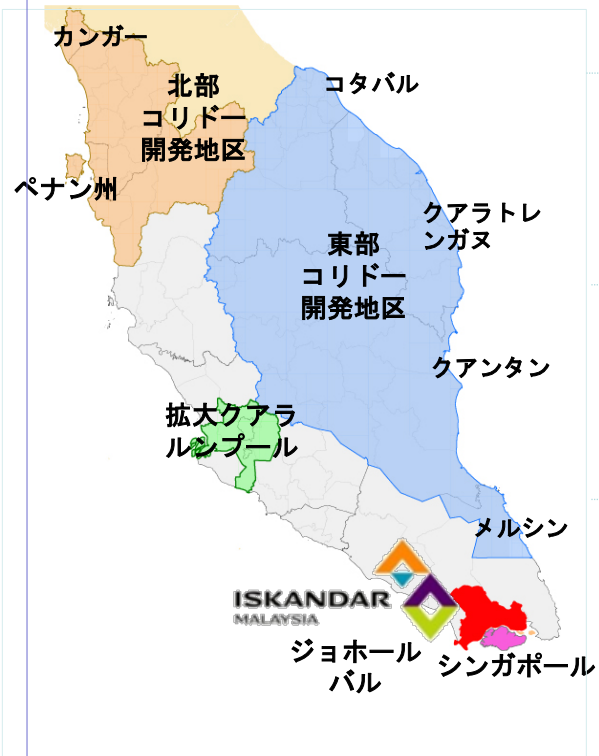 カンガー
北部
コリドー
開発地区
コタバル
ペナン州
クアラトレ
ンガヌ
東部
コリドー
開発地区
クアンタン
拡大クアラ
ルンプール
メルシン
ISKANDAR
MALAYSIA
ジョホール
バル
シンガポール